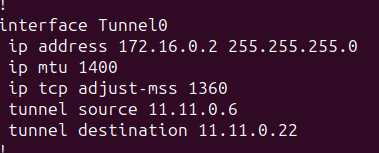 !
interface Tunnel0
 ip address 172.16.0.2 255.255.255.0
 ip mtu 1400
 ip tcp adjust-mss 1360
 tunnel source 11.11.0.6
 tunnel destination 11.11.0.22
!